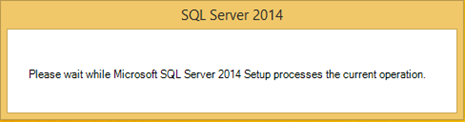 SQL Server 2014
Please wait while Microsoft SQL Server 2014 Setup processes the current operation.